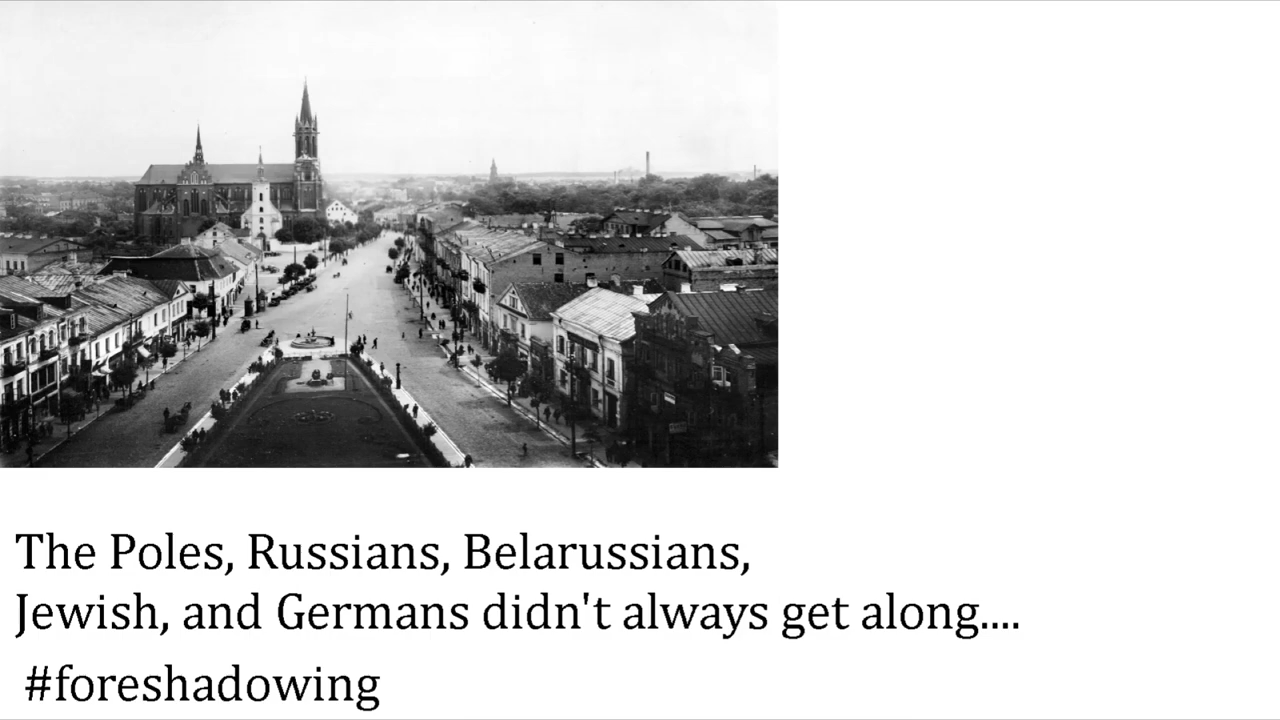 The Poles, Russians, Belarussians,
Jewish, and Germans didn't always get along....
#foreshadowing